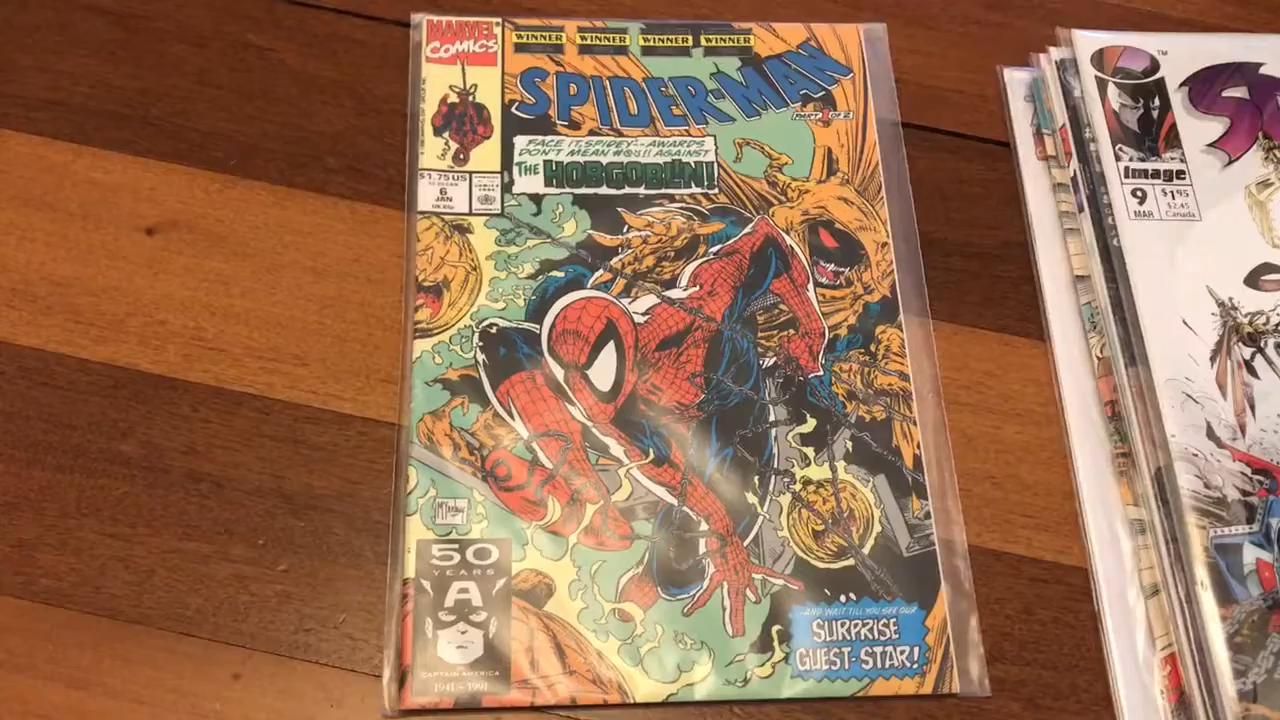 MARVEL
COMICS
WINNER WINNER WINNER WINNER
SPIDER-MAN
PART 1 OF 2
FACE IT, SPIDEY--AWARDS
DON'T MEAN #@$!! AGAINST
THE HOBGOBLIN!
$1.75 US
6
JAN
McFarlane
50
YEARS
A
CAPTAIN AMERICA
1941-1991
...AND WAIT TILL YOU SEE OUR
SURPRISE
GUEST-STAR!
TM
Image
9
MAR
$1.95
$2.45
Canada